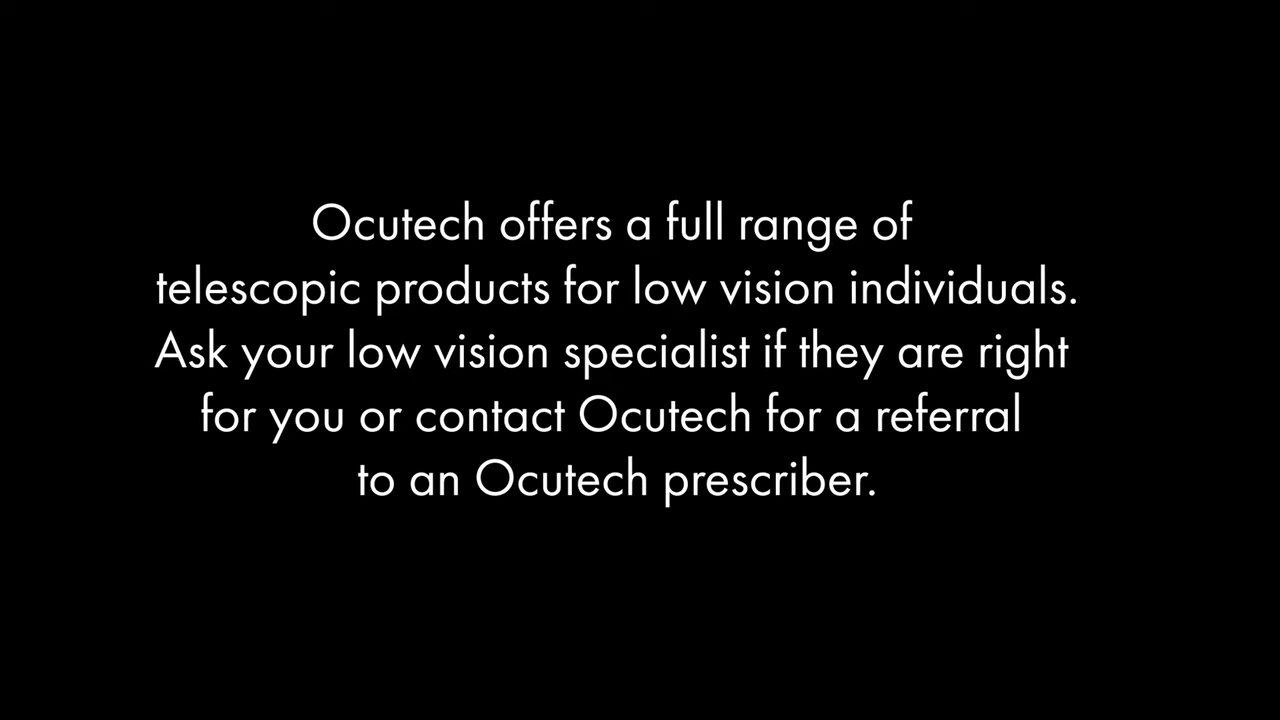 Ocutech offers a full range of
telescopic products for low vision individuals.
Ask your low vision specialist if they are right
for you or contact Ocutech for a referral
to an Ocutech prescriber.